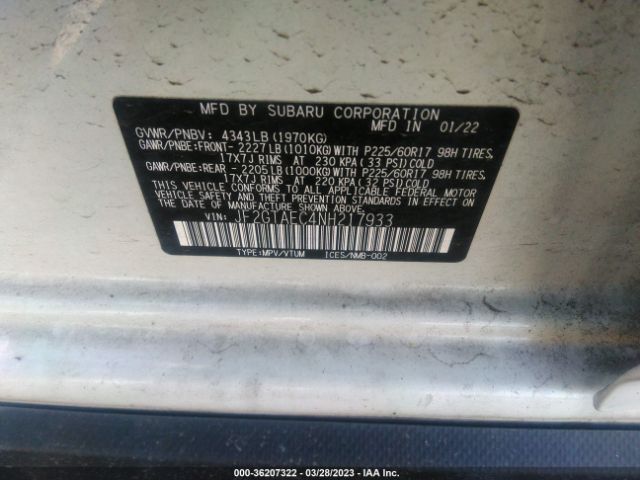 MFD BY SUBARU CORPORATION
MFD IN 01/22
GVWR/PNBV: 4343LB (1970KG)
GAWR/PNBE:FRONT- 2227LB (1010KG) WITH P225/60R17 98H TIRES,
17X7J RIMS AT 230 KPA (33 PSI) COLD
GAWR/PNBE:REAR - 2205LB (1000KG) WITH P225/60R17 98H TIRES,
17X7J RIMS AT 220 KPA (32 PSI) COLD
THIS VEHICLE CONFORMS TO ALL APPLICABLE FEDERAL MOTOR
VEHICLE SAFETY STANDARDS IN EFFECT ON THE DATE OF
MANUFACTURE SHOWN ABOVE.
VIN: JF2GTAEC4NH217933
TYPE:MPV/VTUM ICES/NMB-002
000-36207322 / 03/28/2023 / IAA Inc.